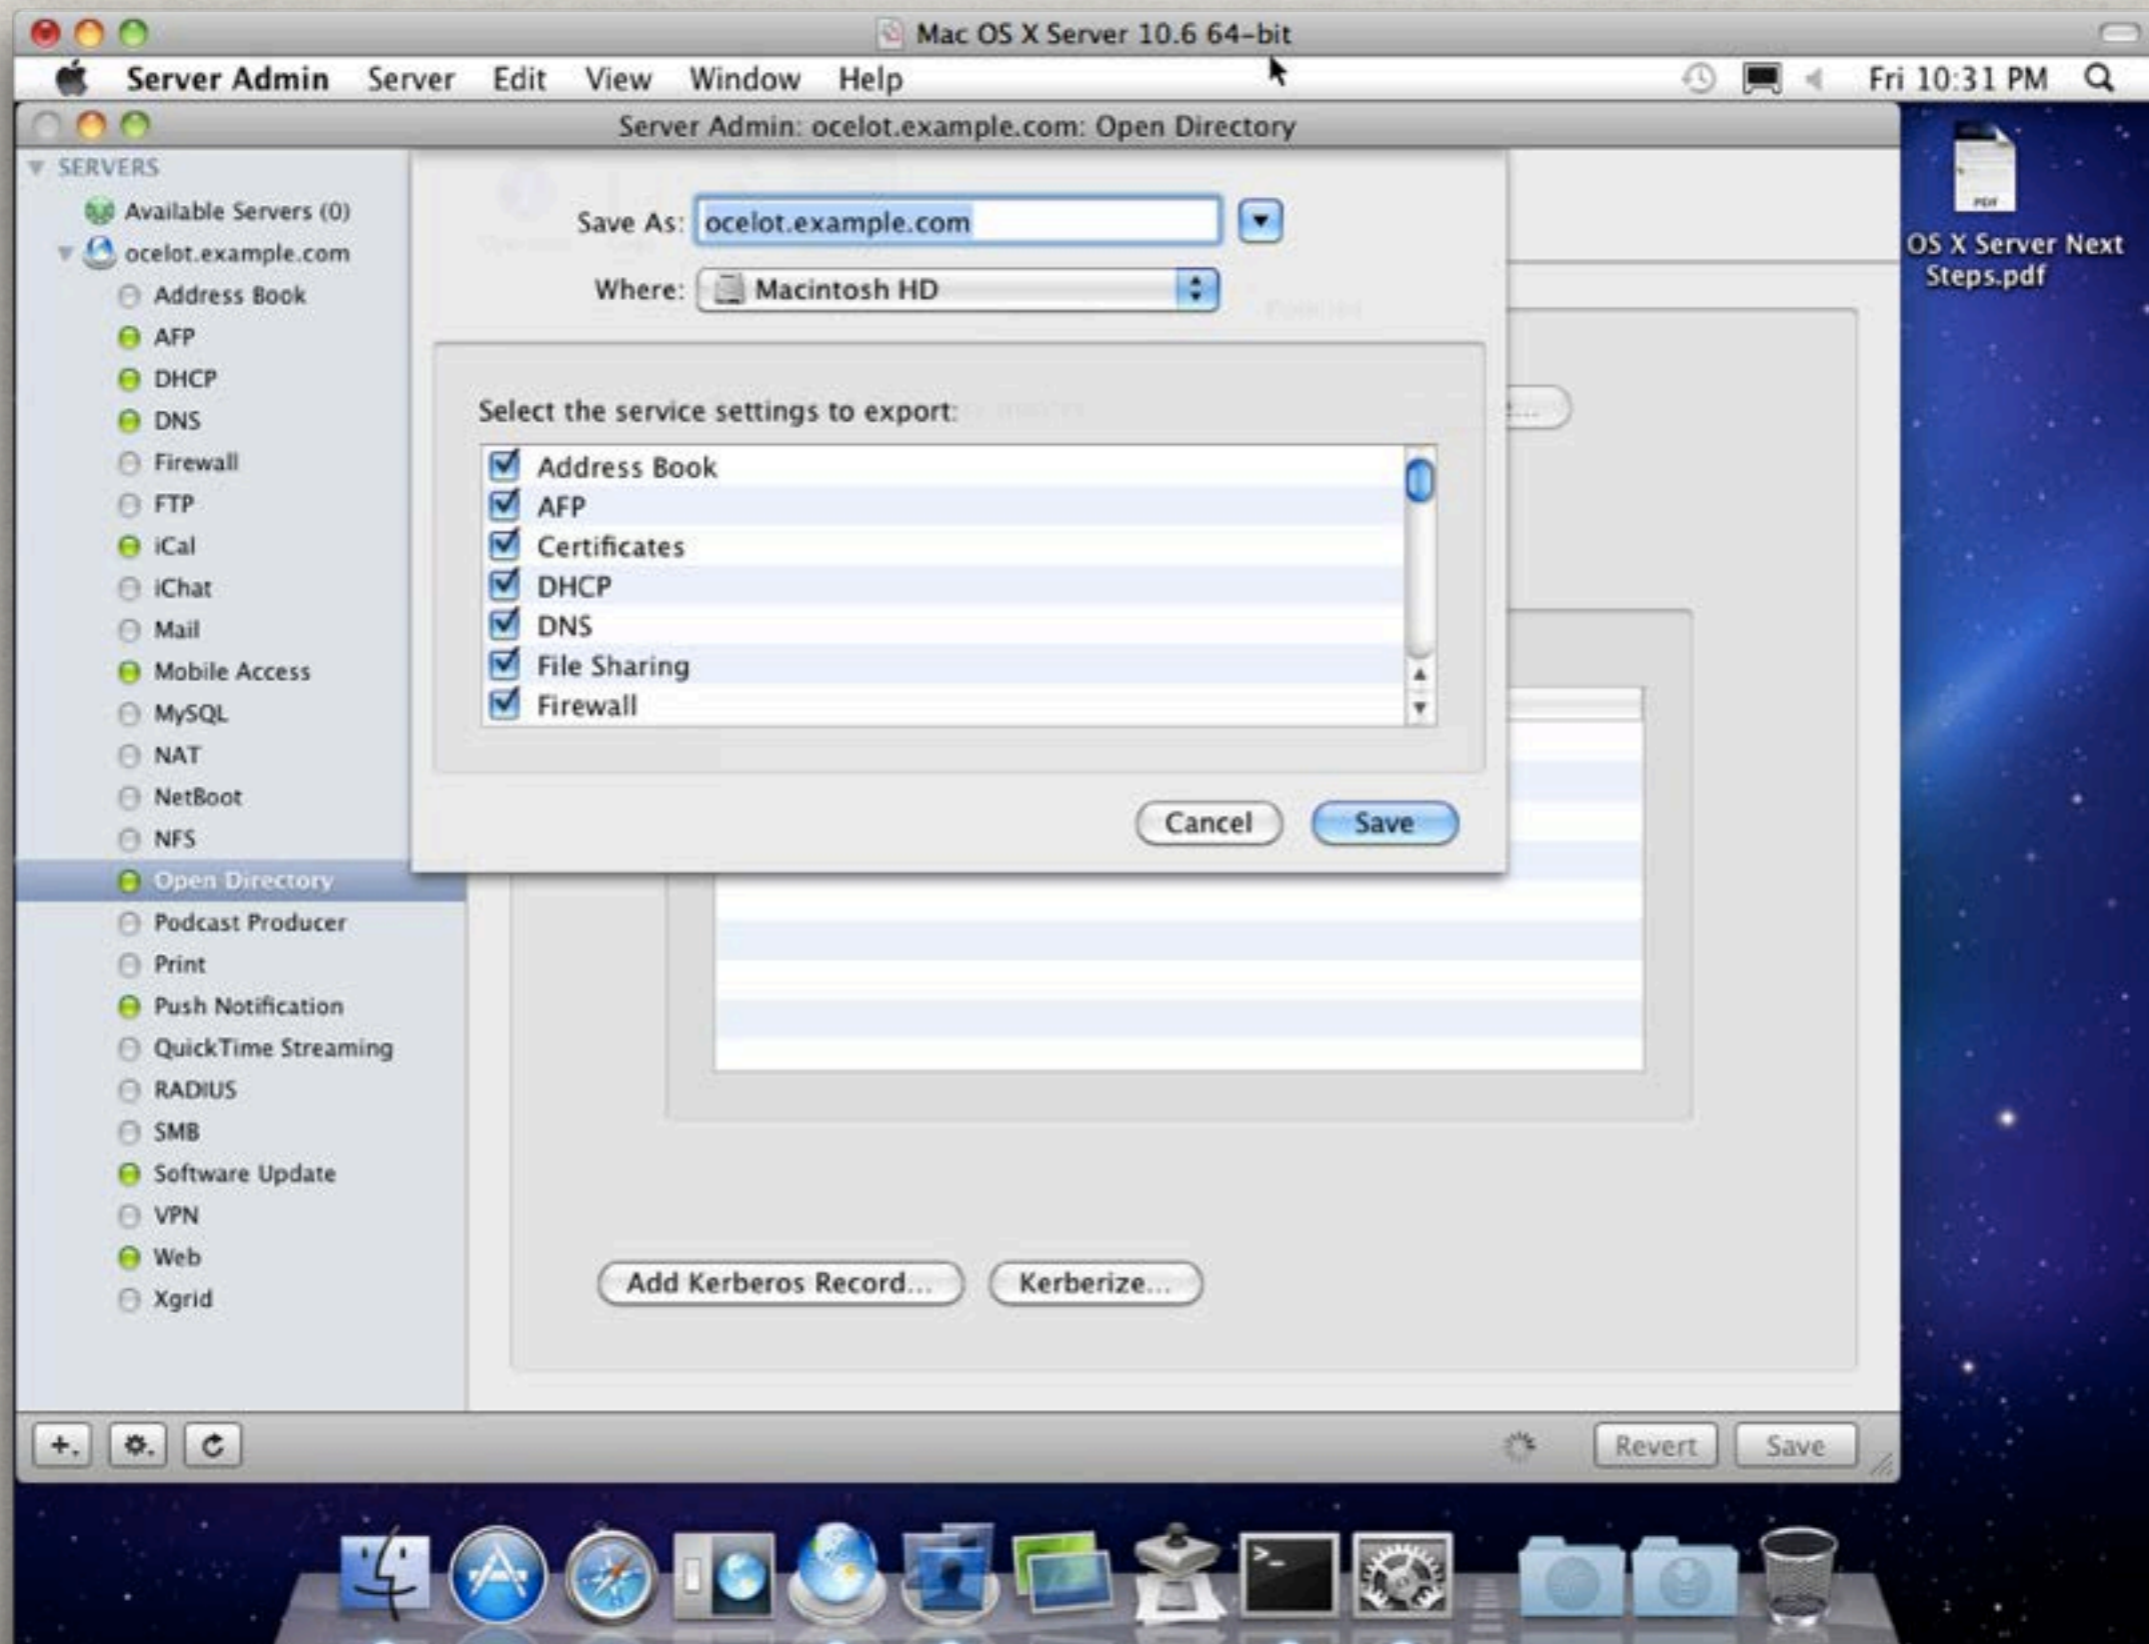 Mac OS X Server 10.6 64-bit
Server Admin Server Edit View Window Help Fri 10:31 PM
Server Admin: ocelot.example.com: Open Directory
SERVERS
Available Servers (0)
ocelot.example.com
Address Book
AFP
DHCP
DNS
Firewall
FTP
iCal
iChat
Mail
Mobile Access
MySQL
NAT
NetBoot
NFS
Open Directory
Podcast Producer
Print
Push Notification
QuickTime Streaming
RADIUS
SMB
Software Update
VPN
Web
Xgrid
Save As: ocelot.example.com
Where: Macintosh HD
Select the service settings to export:
Address Book
AFP
Certificates
DHCP
DNS
File Sharing
Firewall
Cancel Save
Add Kerberos Record... Kerberize...
Revert Save
PDF
OS X Server Next
Steps.pdf